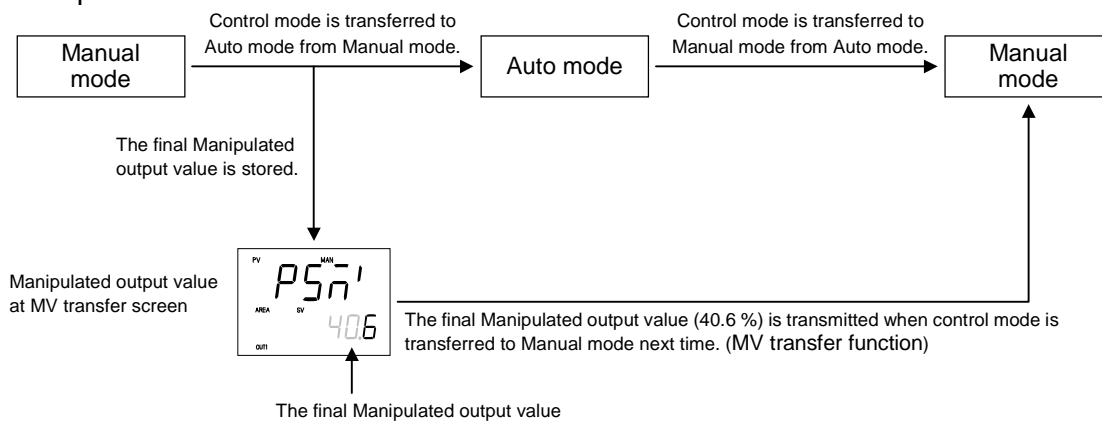 Control mode is transferred to
Auto mode from Manual mode.
Control mode is transferred to
Manual mode from Auto mode.
Manual
mode
Auto mode
Manual
mode
The final Manipulated
output value is stored.
Manipulated output value
at MV transfer screen
PV
MAN
AREA
SV
40.6
OUT1
The final Manipulated output value (40.6 %) is transmitted when control mode is
transferred to Manual mode next time. (MV transfer function)
The final Manipulated output value